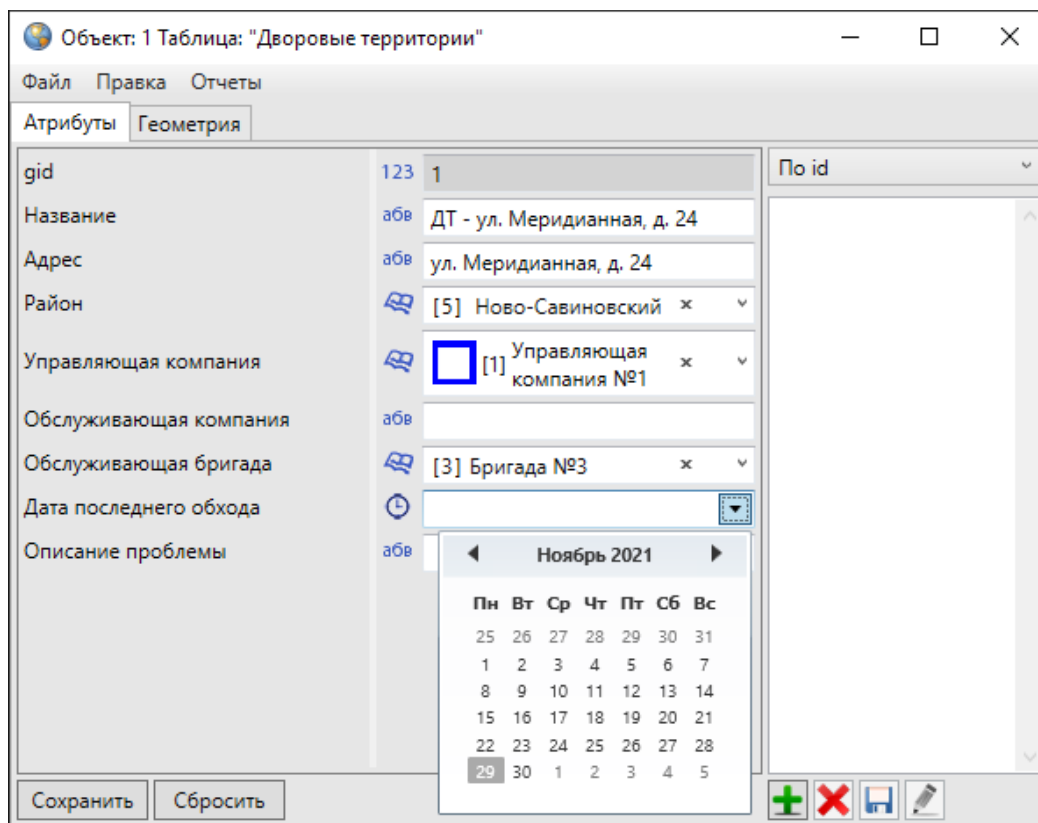 Объект: 1 Таблица: "Дворовые территории"
Файл Правка Отчеты
Атрибуты Геометрия
gid 123 1
По id
Название абв ДТ - ул. Меридианная, д. 24
Адрес абв ул. Меридианная, д. 24
Район [5] Ново-Савиновский
Управляющая компания [1] Управляющая
компания №1
Обслуживающая компания абв
Обслуживающая бригада [3] Бригада №3
Дата последнего обхода
Описание проблемы абв
Ноябрь 2021
Пн Вт Ср Чт Пт Сб Вс
25 26 27 28 29 30 31
1 2 3 4 5 6 7
8 9 10 11 12 13 14
15 16 17 18 19 20 21
22 23 24 25 26 27 28
29 30 1 2 3 4 5
Сохранить Сбросить